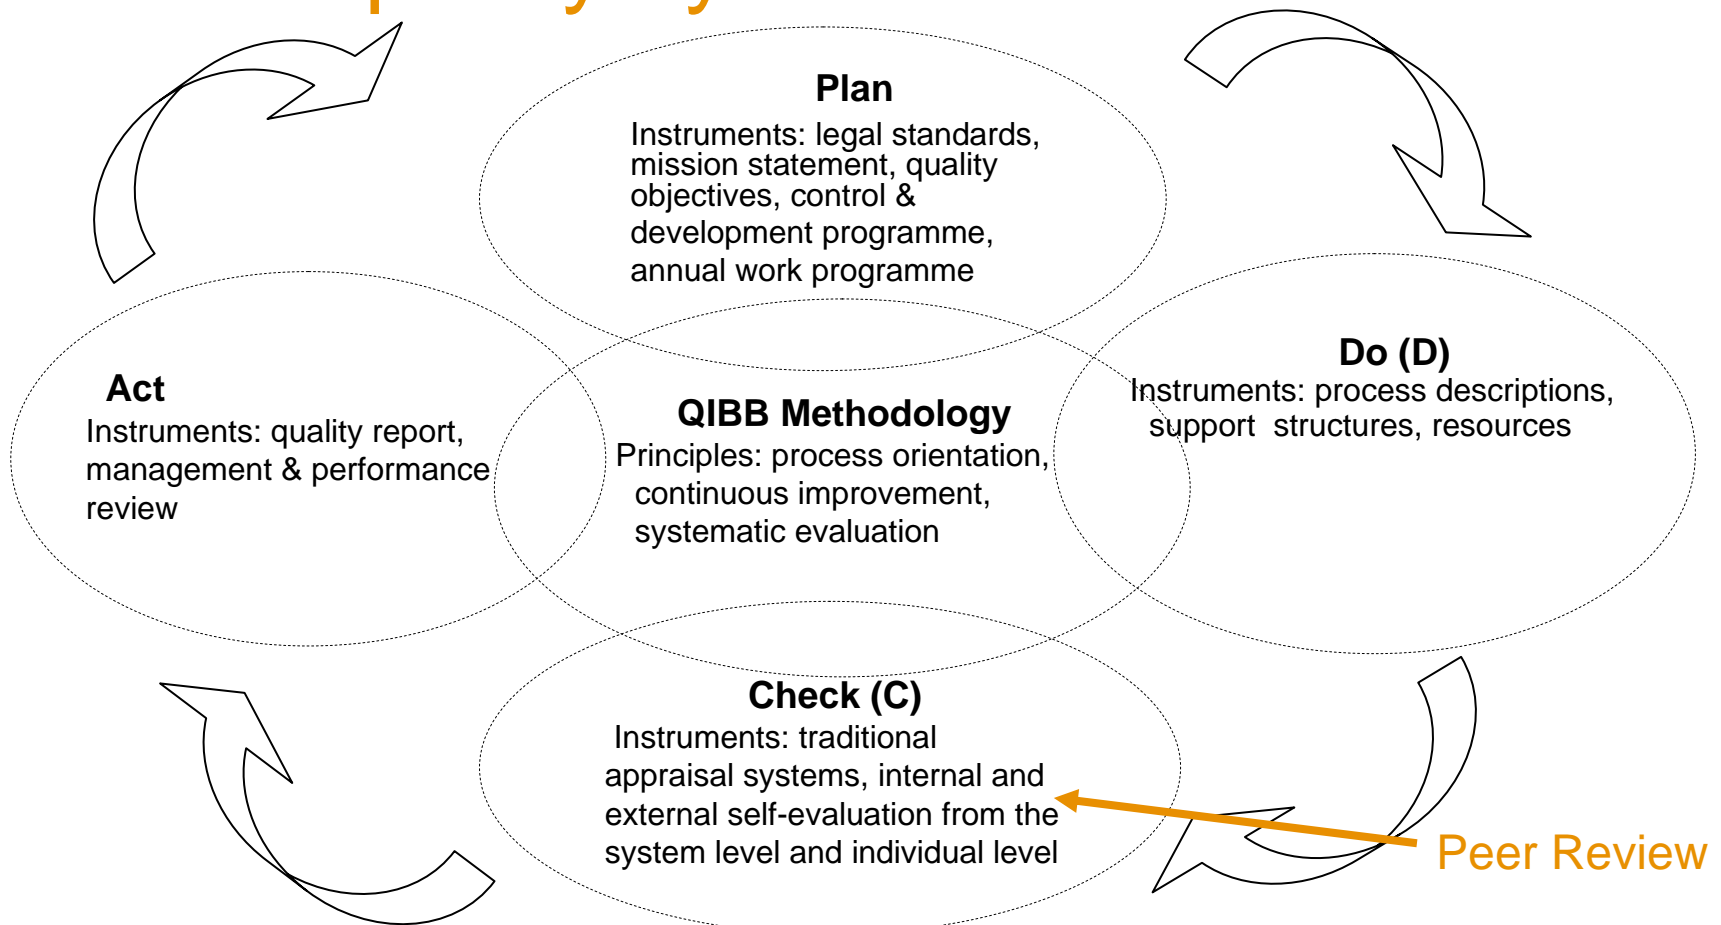 Plan
Instruments: legal standards,
mission statement, quality
objectives, control &
development programme,
annual work programme
Do (D)
Instruments: process descriptions,
support structures, resources
Act
Instruments: quality report,
management & performance
review
QIBB Methodology
Principles: process orientation,
continuous improvement,
systematic evaluation
Check (C)
Instruments: traditional
appraisal systems, internal and
external self-evaluation from the
system level and individual level
Peer Review